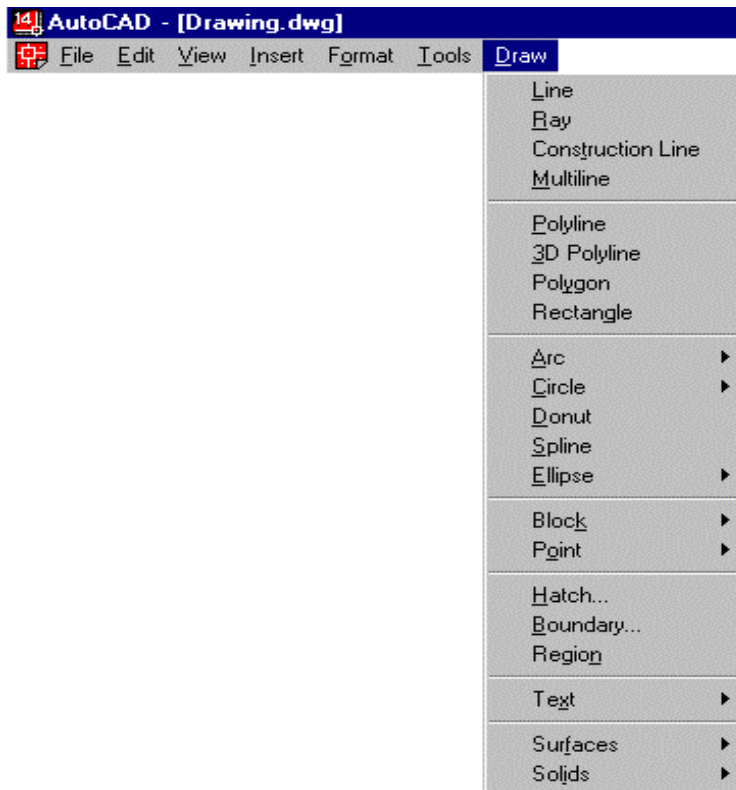 14 AutoCAD - [Drawing.dwg]
File Edit View Insert Format Tools Draw
Line
Ray
Construction Line
Multiline
Polyline
3D Polyline
Polygon
Rectangle
Arc
Circle
Donut
Spline
Ellipse
Block
Point
Hatch...
Boundary...
Region
Text
Surfaces
Solids